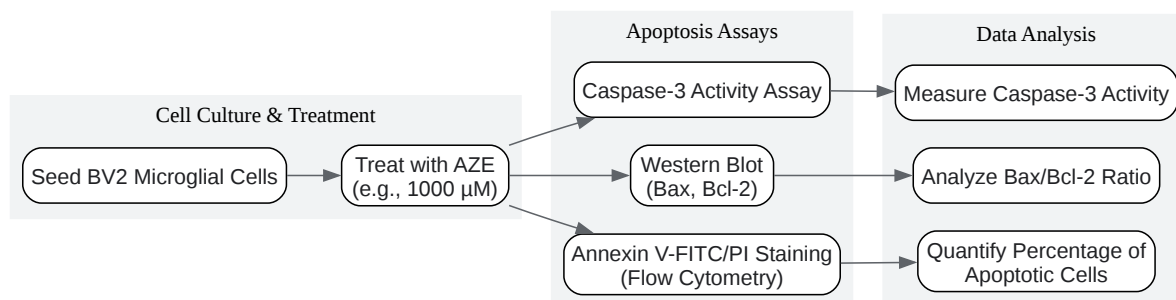 Cell Culture & Treatment
Seed BV2 Microglial Cells
Treat with AZE
(e.g., 1000 µM)
Apoptosis Assays
Caspase-3 Activity Assay
Western Blot
(Bax, Bcl-2)
Annexin V-FITC/PI Staining
(Flow Cytometry)
Data Analysis
Measure Caspase-3 Activity
Analyze Bax/Bcl-2 Ratio
Quantify Percentage of
Apoptotic Cells